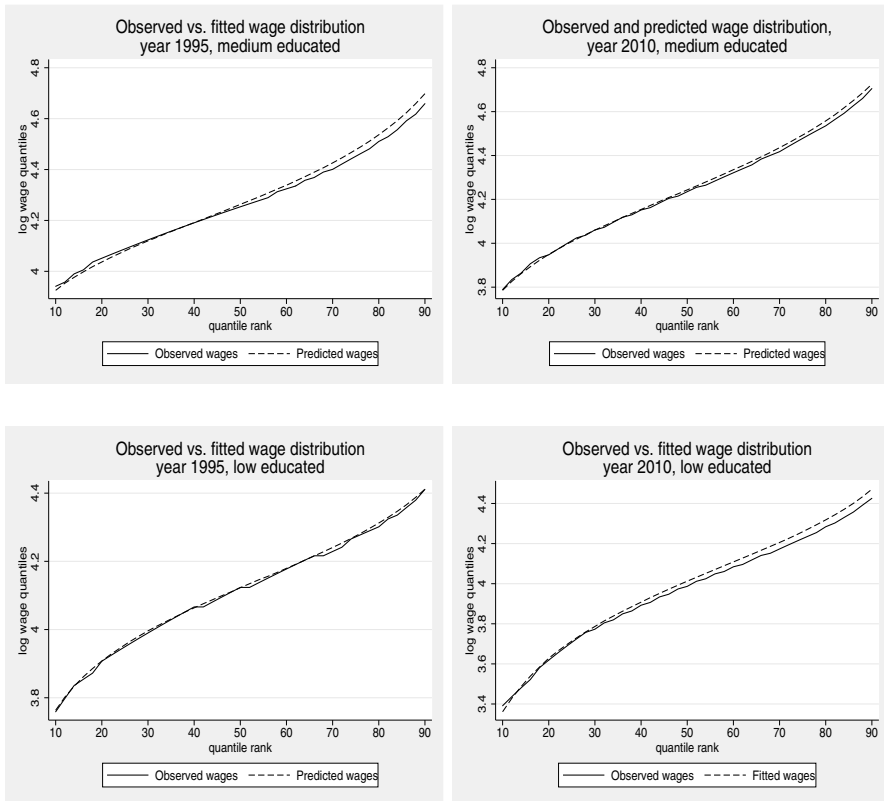 Observed vs. fitted wage distribution
year 1995, medium educated
log wage quantiles
4.8
4.6
4.4
4.2
4
10 20 30 40 50 60 70 80 90
quantile rank
Observed wages Predicted wages
Observed and predicted wage distribution,
year 2010, medium educated
log wage quantiles
4.8
4.6
4.4
4.2
4
3.8
10 20 30 40 50 60 70 80 90
quantile rank
Observed wages Predicted wages
Observed vs. fitted wage distribution
year 1995, low educated
log wage quantiles
4.4
4.2
4
3.8
10 20 30 40 50 60 70 80 90
quantile rank
Observed wages Predicted wages
Observed vs. fitted wage distribution
year 2010, low educated
log wage quantiles
4.4
4.2
4
3.8
3.6
3.4
10 20 30 40 50 60 70 80 90
quantile rank
Observed wages Fitted wages